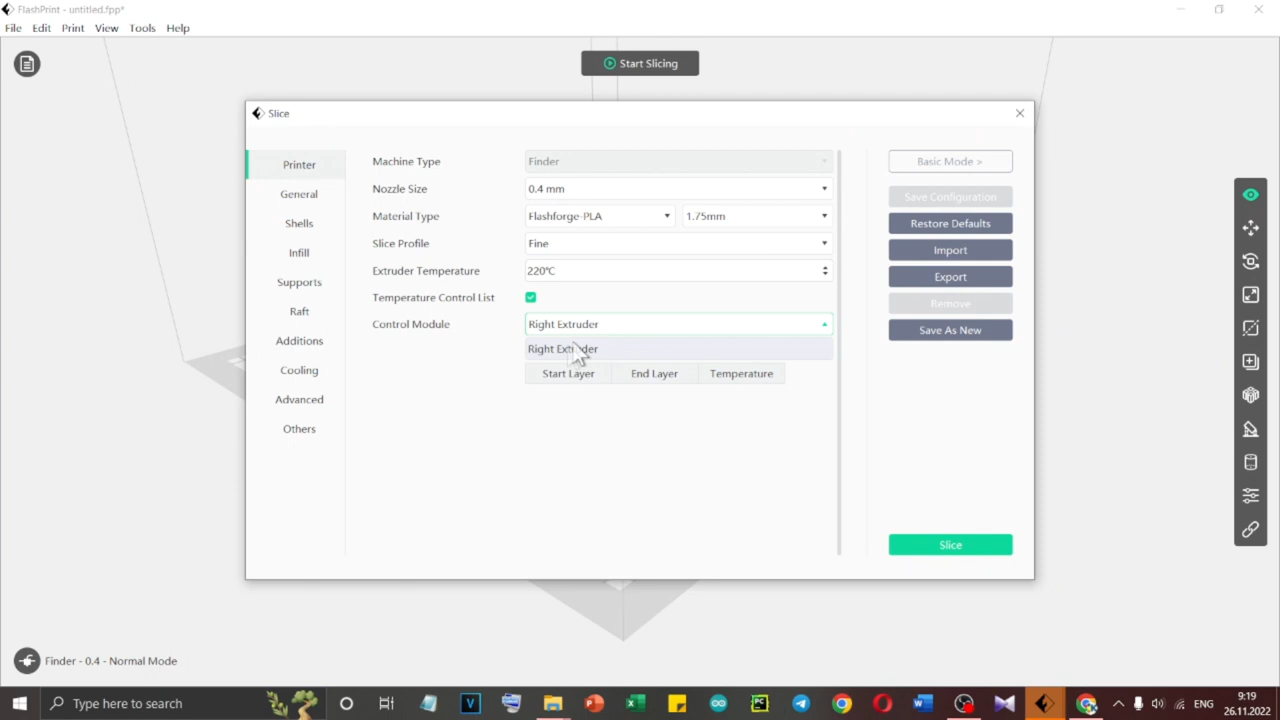 FlashPrint - untitled.fpp*
File Edit Print View Tools Help
Start Slicing
Slice
Printer
General
Shells
Infill
Supports
Raft
Additions
Cooling
Advanced
Others
Machine Type Finder
Nozzle Size 0.4 mm
Material Type Flashforge-PLA 1.75mm
Slice Profile Fine
Extruder Temperature 220℃
Temperature Control List
Control Module Right Extruder
Right Extruder
Start Layer End Layer Temperature
Basic Mode >
Save Configuration
Restore Defaults
Import
Export
Remove
Save As New
Slice
Finder - 0.4 - Normal Mode
Type here to search
V
PC
ENG
9:19
26.11.2022